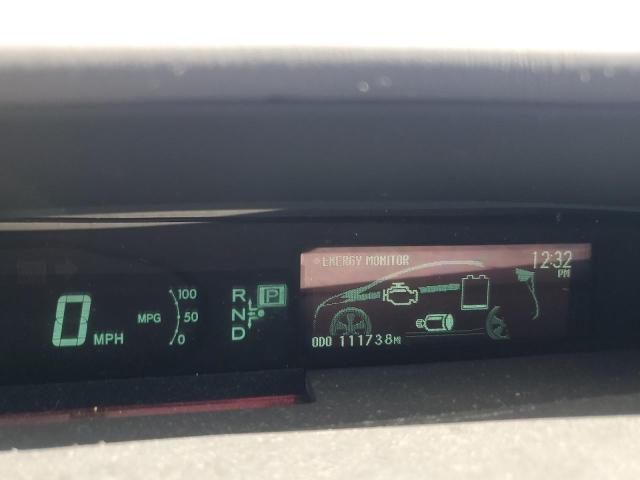 ENERGY MONITOR 12:32
PM
100
50
0
MPG
0 MPH
R P
N
D
ODO 111738 MI